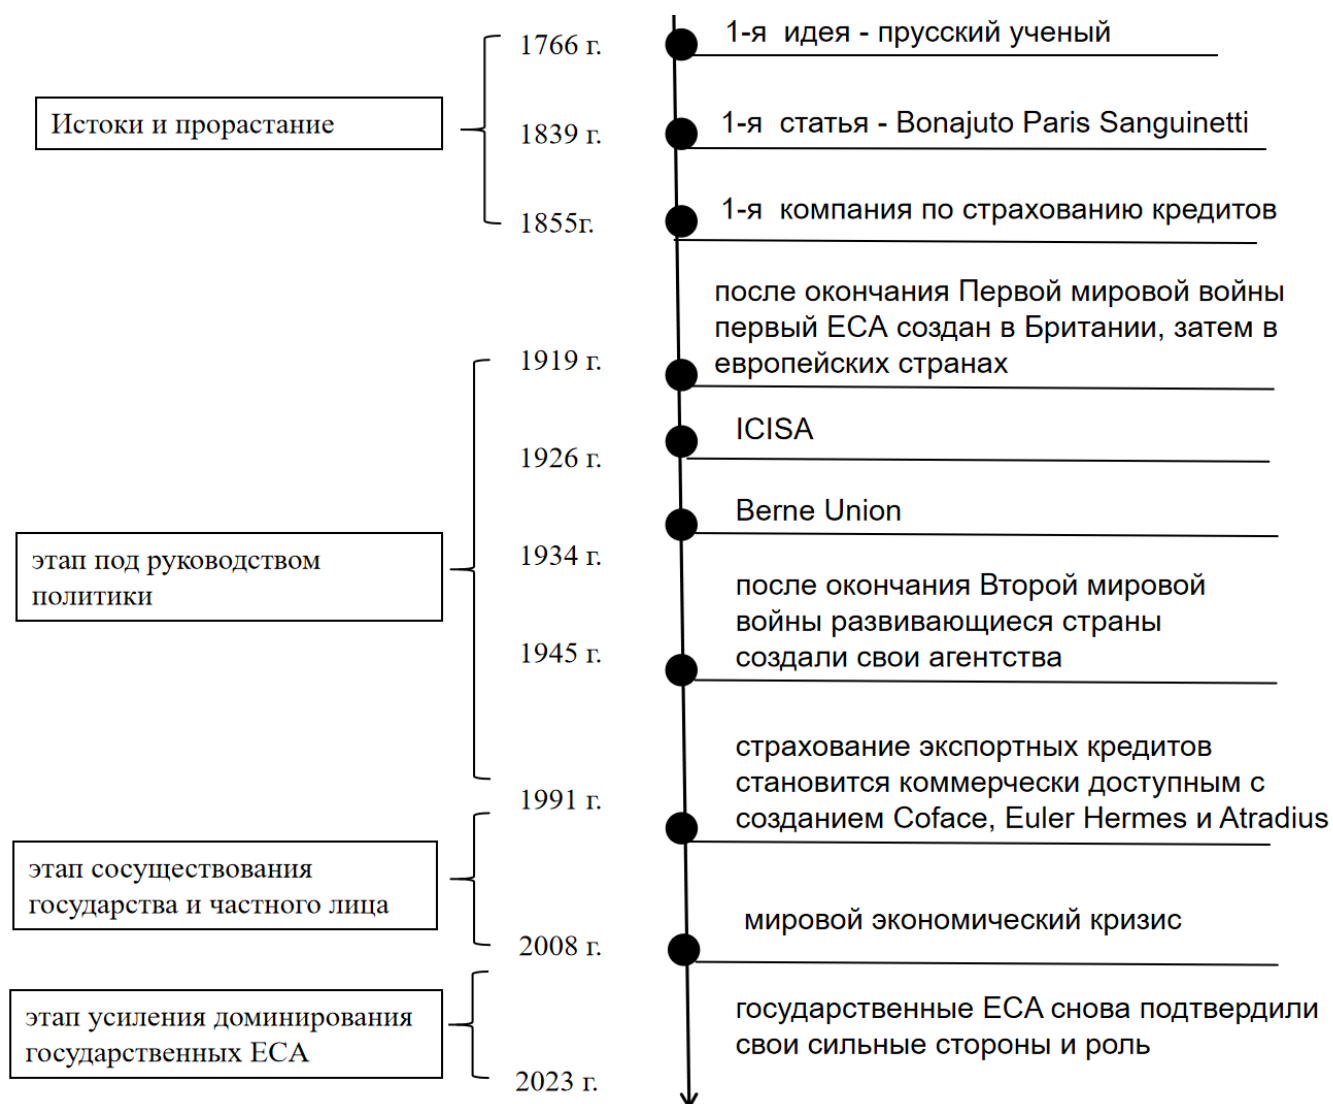 1766 г.
1-я идея - прусский ученый
Истоки и прорастание
1839 г.
1-я статья - Bonajuto Paris Sanguinetti
1855г.
1-я компания по страхованию кредитов
после окончания Первой мировой войны
первый ECA создан в Британии, затем в
европейских странах
1919 г.
ICISA
1926 г.
Berne Union
1934 г.
этап под руководством
политики
после окончания Второй мировой
войны развивающиеся страны
создали свои агентства
1945 г.
страхование экспортных кредитов
становится коммерчески доступным с
созданием Coface, Euler Hermes и Atradius
1991 г.
этап сосуществования
государства и частного лица
мировой экономический кризис
2008 г.
этап усиления доминирования
государственных ECA
государственные ECA снова подтвердили
свои сильные стороны и роль
2023 г.